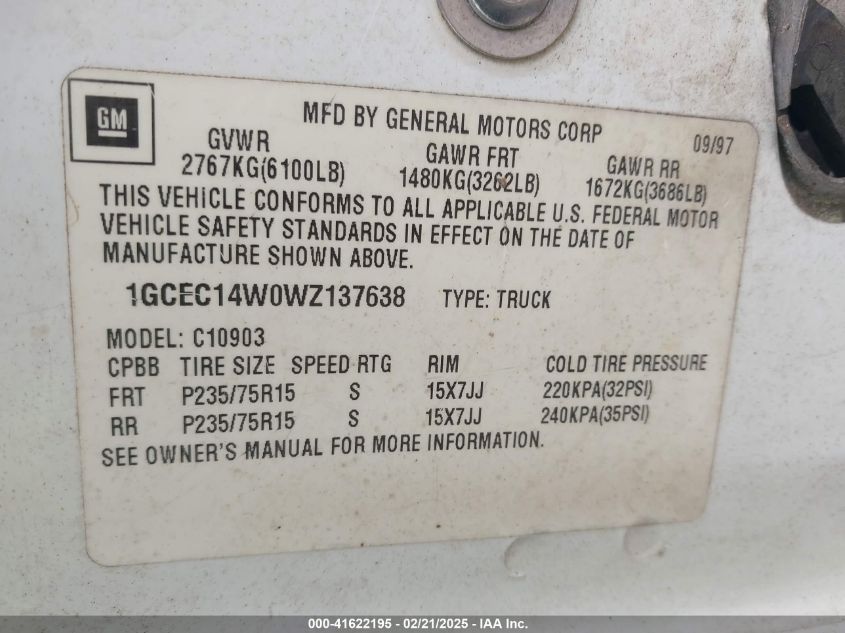 GM
MFD BY GENERAL MOTORS CORP 09/97
GVWR GAWR FRT GAWR RR
2767KG(6100LB) 1480KG(3262LB) 1672KG(3686LB)
THIS VEHICLE CONFORMS TO ALL APPLICABLE U.S. FEDERAL MOTOR
VEHICLE SAFETY STANDARDS IN EFFECT ON THE DATE OF
MANUFACTURE SHOWN ABOVE.
1GCEC14W0WZ137638 TYPE: TRUCK
MODEL: C10903
CPBB TIRE SIZE SPEED RTG RIM COLD TIRE PRESSURE
FRT P235/75R15 S 15X7JJ 220KPA(32PSI)
RR P235/75R15 S 15X7JJ 240KPA(35PSI)
SEE OWNER'S MANUAL FOR MORE INFORMATION.
000-41622195 - 02/21/2025 - IAA Inc.